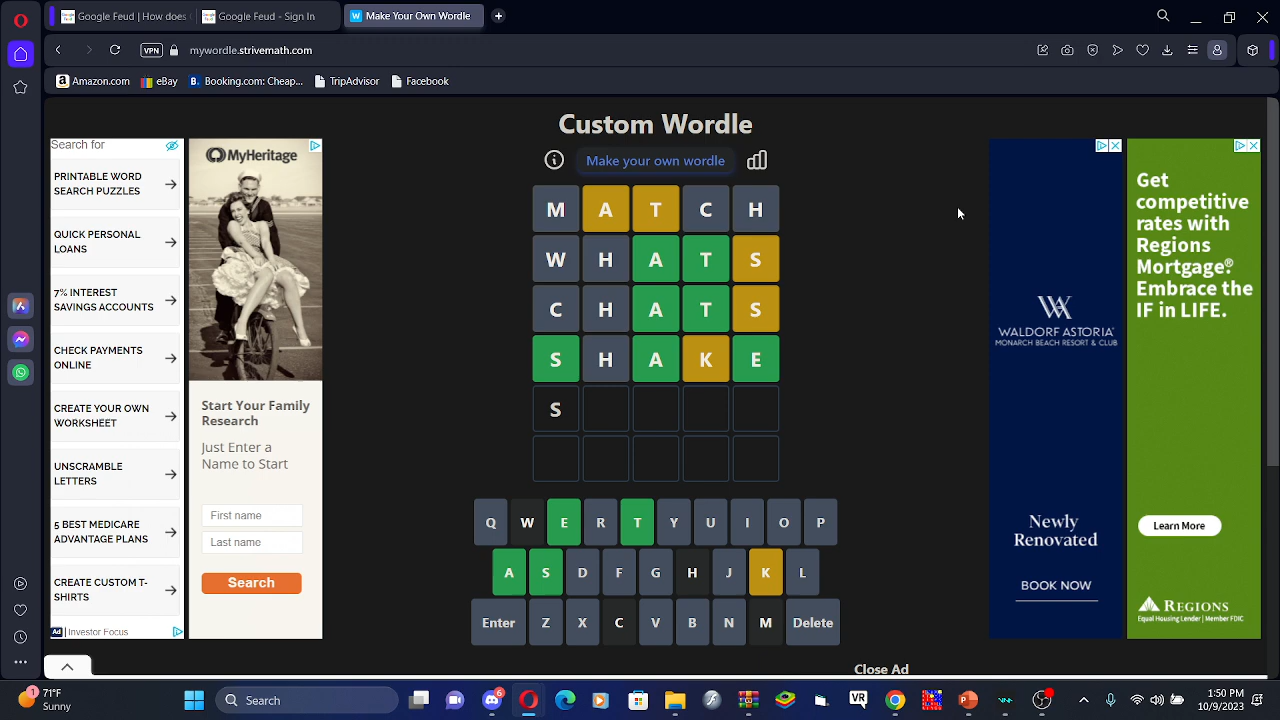 Google Feud | How does
Google Feud - Sign In
W
Make Your Own Wordle
VPN
mywordle.strivemath.com
Amazon.com
eBay
B.
Booking.com: Cheap...
TripAdvisor
Facebook
Custom Wordle
Make your own wordle
Search for
PRINTABLE WORD
SEARCH PUZZLES
QUICK PERSONAL
LOANS
7% INTEREST
SAVINGS ACCOUNTS
CHECK PAYMENTS
ONLINE
CREATE YOUR OWN
WORKSHEET
UNSCRAMBLE
LETTERS
5 BEST MEDICARE
ADVANTAGE PLANS
CREATE CUSTOM T-
SHIRTS
Ad | Investor Focus
MyHeritage
Start Your Family
Research
Just Enter a
Name to Start
First name
Last name
Search
M A T C H
W H A T S
C H A T S
S H A K E
S
Q W E R T Y U I O P
A S D F G H J K L
Enter Z X C V B N M Delete
WALDORF ASTORIA®
MONARCH BEACH RESORT & CLUB
Newly
Renovated
BOOK NOW
Get
competitive
rates with
Regions
Mortgage.®
Embrace the
IF in LIFE.
Learn More
REGIONS
Equal Housing Lender | Member FDIC
Close Ad
1
71°F
Sunny
Search
6
VR
1:50 PM
10/9/2023